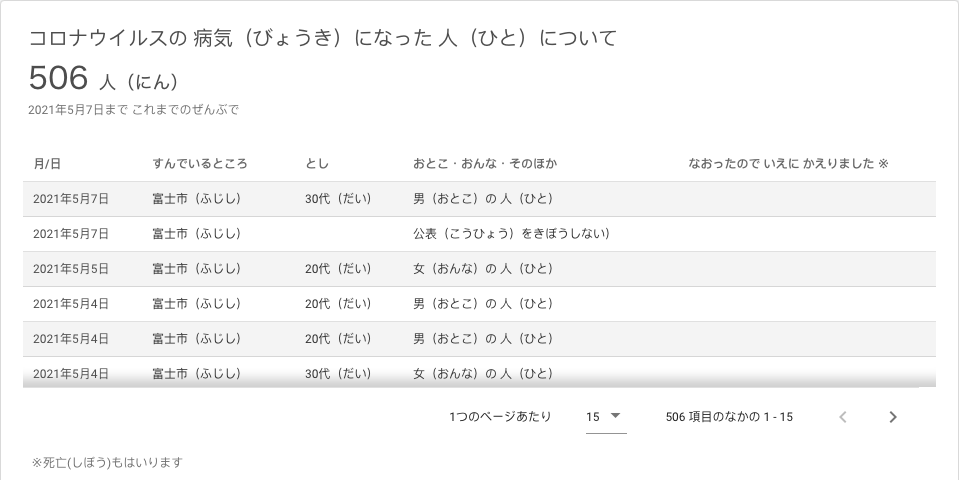 コロナウイルスの 病気（びょうき）になった 人（ひと）について
506 人（にん）
2021年5月7日まで これまでのぜんぶで
月/日 すんでいるところ とし おとこ・おんな・そのほか なおったので いえに かえりました ※
2021年5月7日 富士市（ふじし） 30代（だい） 男（おとこ）の 人（ひと）
2021年5月7日 富士市（ふじし） 公表（こうひょう）をきぼうしない）
2021年5月5日 富士市（ふじし） 20代（だい） 女（おんな）の 人（ひと）
2021年5月4日 富士市（ふじし） 20代（だい） 男（おとこ）の 人（ひと）
2021年5月4日 富士市（ふじし） 20代（だい） 男（おとこ）の 人（ひと）
2021年5月4日 富士市（ふじし） 30代（だい） 女（おんな）の 人（ひと）
1つのページあたり 15 506 項目のなかの 1 - 15
※死亡(しぼう)もはいります